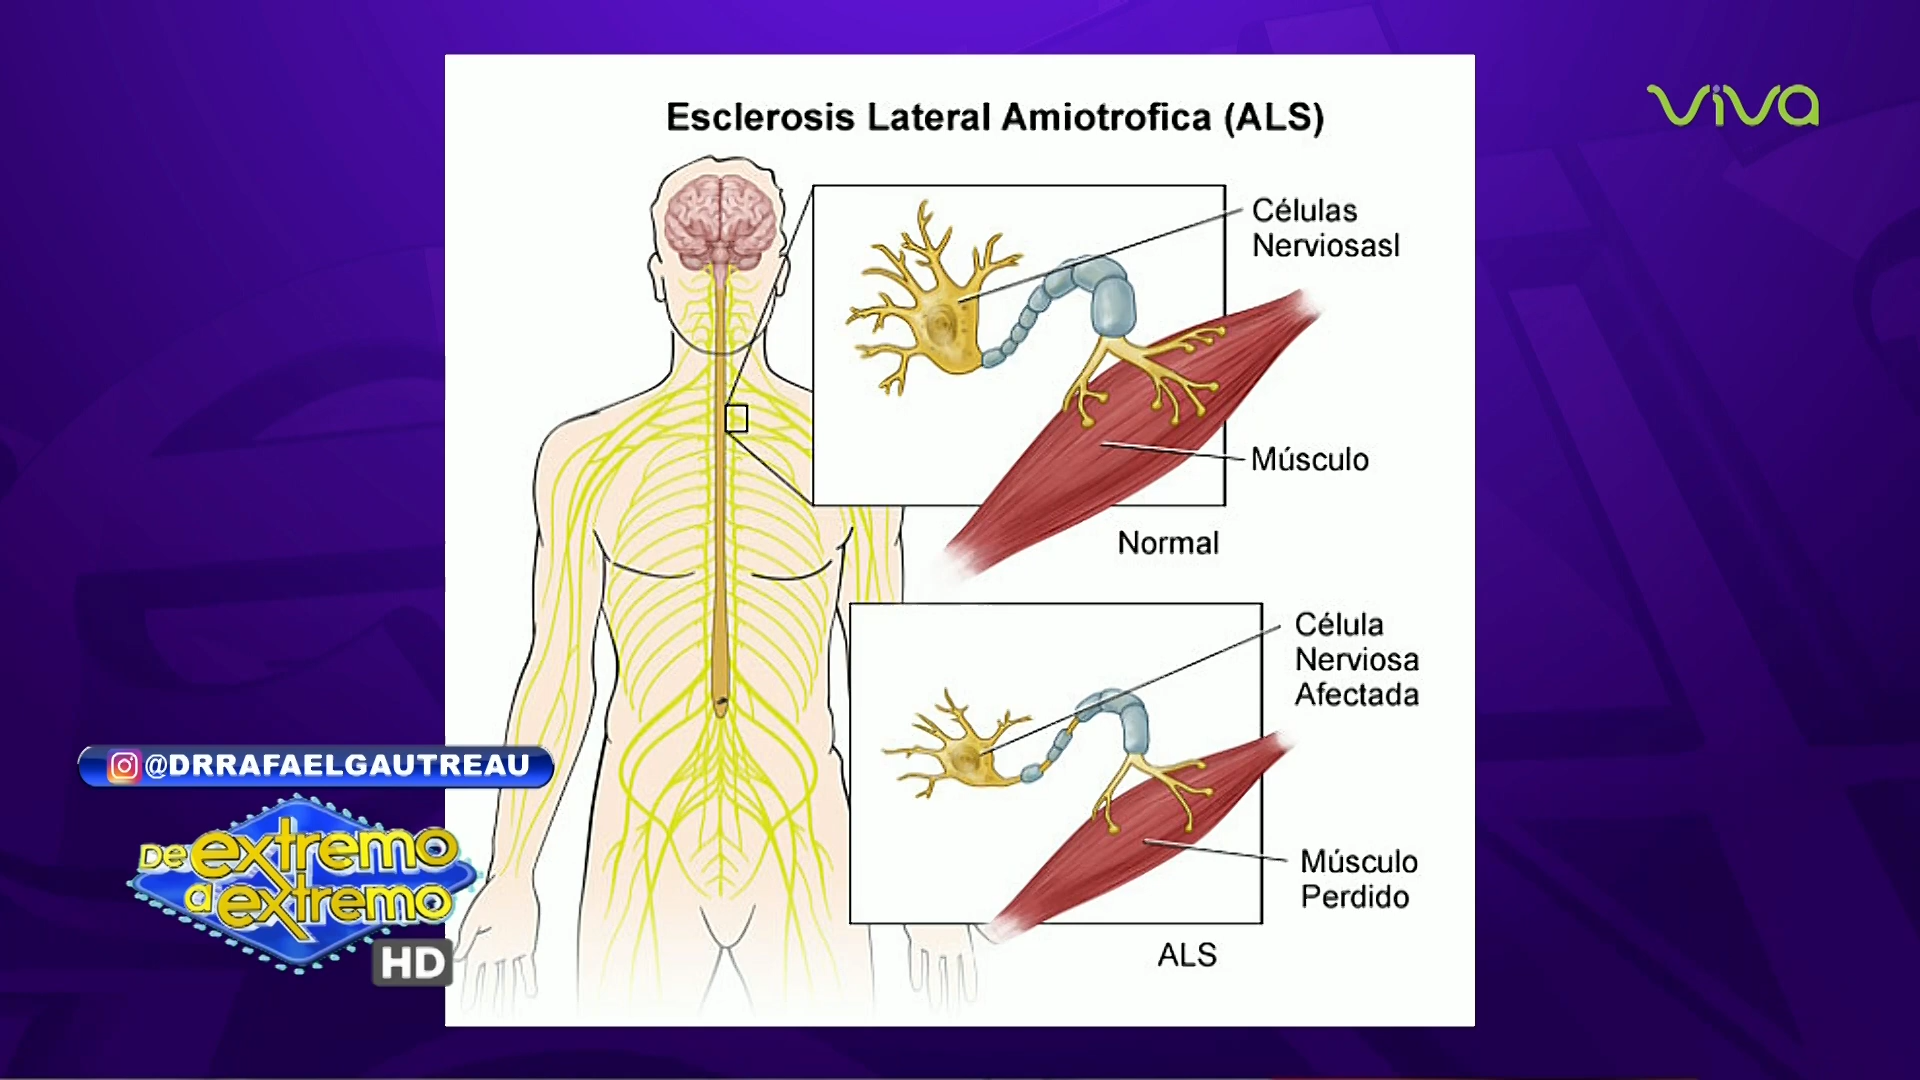 Esclerosis Lateral Amiotrofica (ALS)
viva
Células
Nerviosasl
Músculo
Normal
Célula
Nerviosa
Afectada
Músculo
Perdido
ALS
@DRRAFAELGAUTREAU
De extremo
a extremo
HD